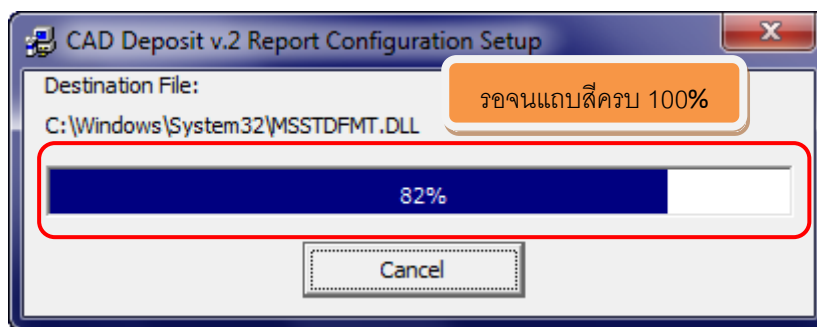 CAD Deposit v.2 Report Configuration Setup
Destination File:
รอจนแถบสีครบ 100%
C:\Windows\System32\MSSTDFMT.DLL
82%
Cancel